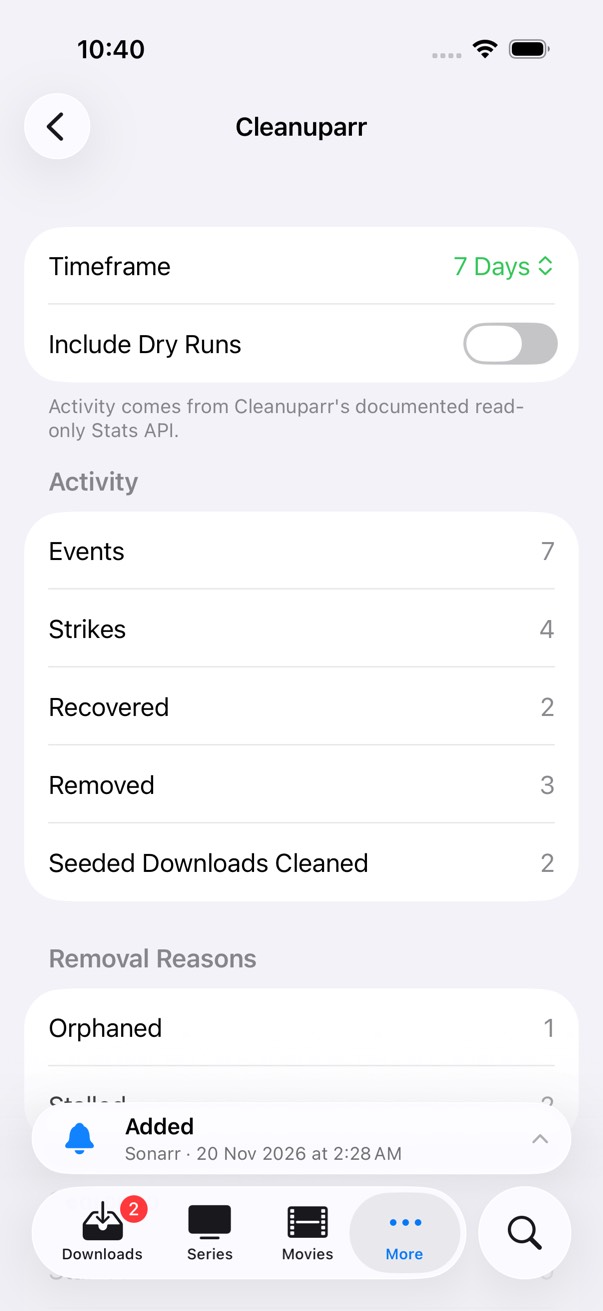 10:40
Cleanuparr
Timeframe
7 Days
Include Dry Runs
Activity comes from Cleanuparr's documented read-
only Stats API.
Activity
Events
7
Strikes
4
Recovered
2
Removed
3
Seeded Downloads Cleaned
2
Removal Reasons
Orphaned
1
Stalled
2
Added
Sonarr · 20 Nov 2026 at 2:28 AM
2
Downloads
Series
Movies
More